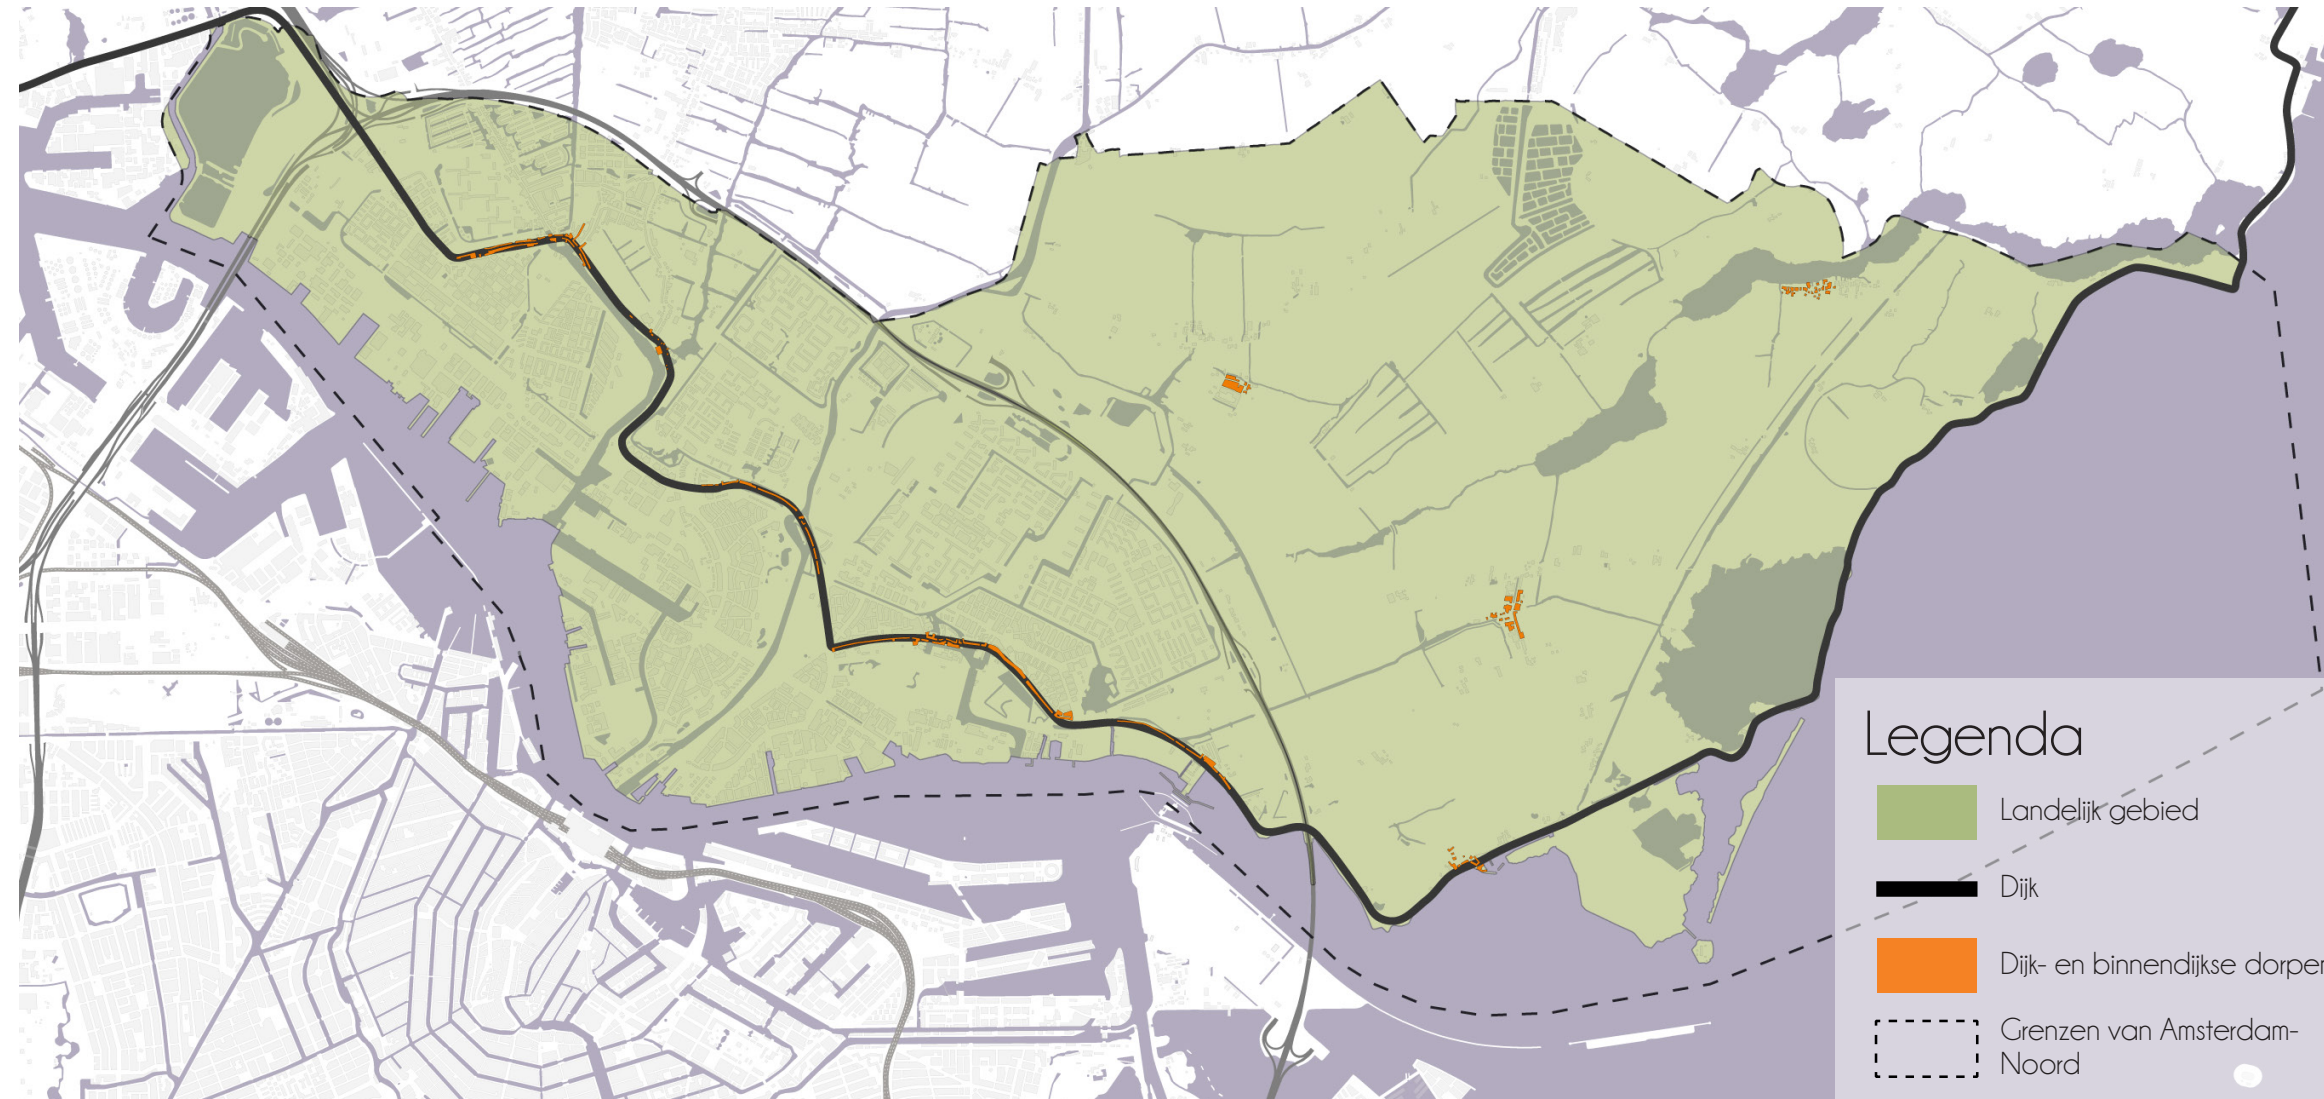 Legenda
Landelijk gebied
Dijk
Dijk- en binnendijkse dorpen
Grenzen van Amsterdam-
Noord